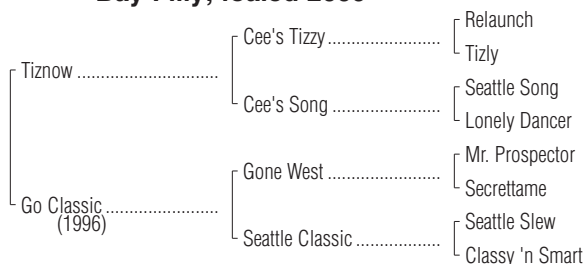 Bay Filly; foaled
Relaunch
Cee's Tizzy
Tizly
Tiznow
Seattle Song
Cee's Song
Lonely Dancer
Mr. Prospector
Gone West
Secrettame
Go Classic
(1996)
Seattle Slew
Seattle Classic
Classy 'n Smart